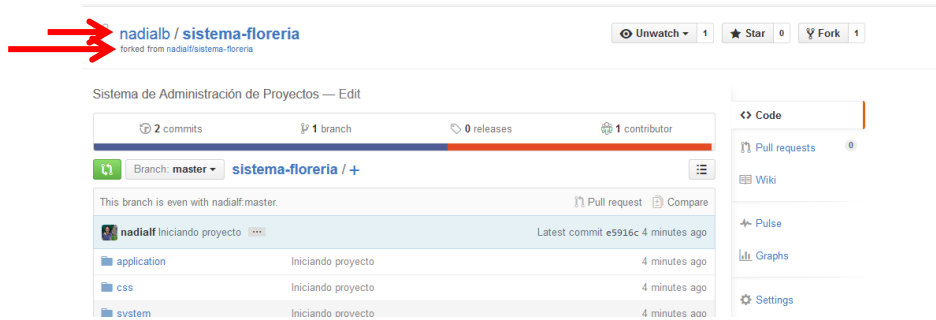 nadialb / sistema-floreria
forked from nadialf/sistema-floreria
Unwatch 1 Star 0 Fork 1
Sistema de Administración de Proyectos — Edit
2 commits 1 branch 0 releases 1 contributor
Branch: master sistema-floreria / +
This branch is even with nadialf:master. Pull request Compare
nadialf Iniciando proyecto ... Latest commit e5916c 4 minutes ago
application Iniciando proyecto 4 minutes ago
css Iniciando proyecto 4 minutes ago
system Iniciando proyecto 4 minutes ago
Code
Pull requests 0
Wiki
Pulse
Graphs
Settings